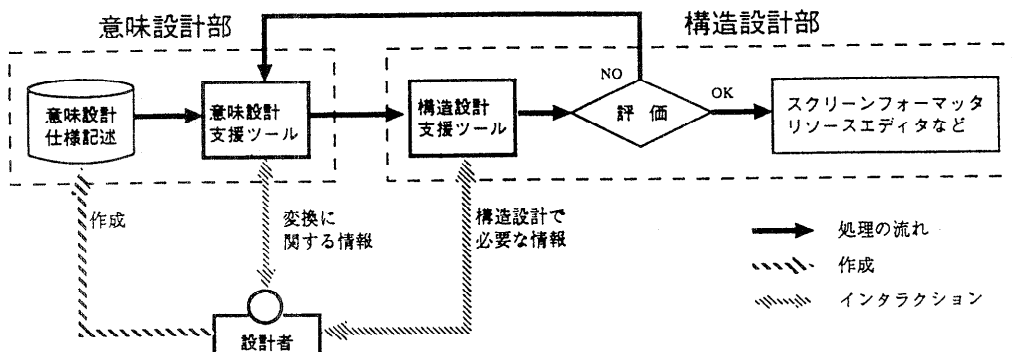 意味設計部
構造設計部
意味設計
仕様記述
意味設計
支援ツール
構造設計
支援ツール
NO
評価
OK
スクリーンフォーマッタ
リソースエディタなど
作成
変換に
関する情報
構造設計で
必要な情報
設計者
処理の流れ
作成
インタラクション